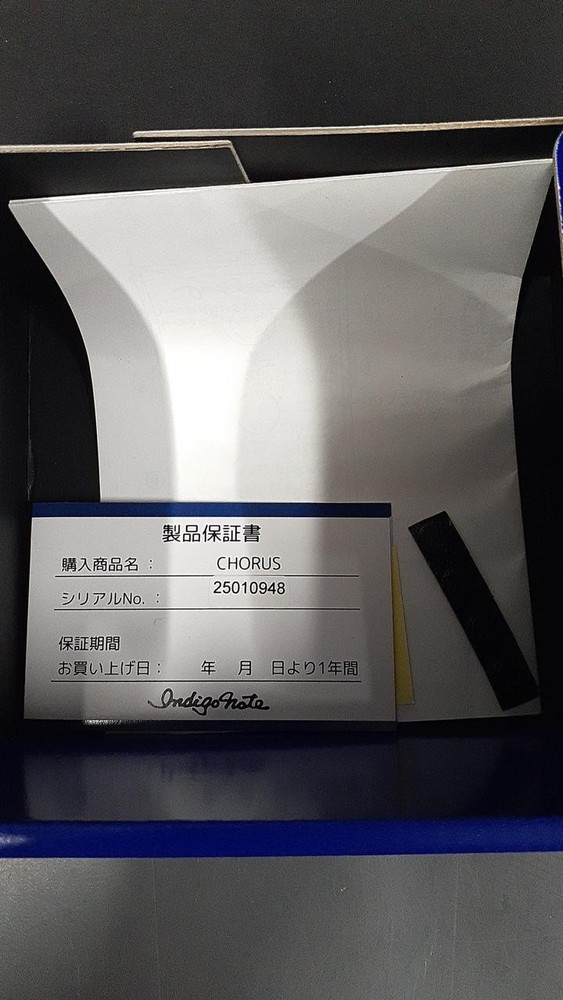 製品保証書
購入商品名： CHORUS
シリアルNo.： 25010948
保証期間
お買い上げ日： 年 月 日より1年間
Indigonote